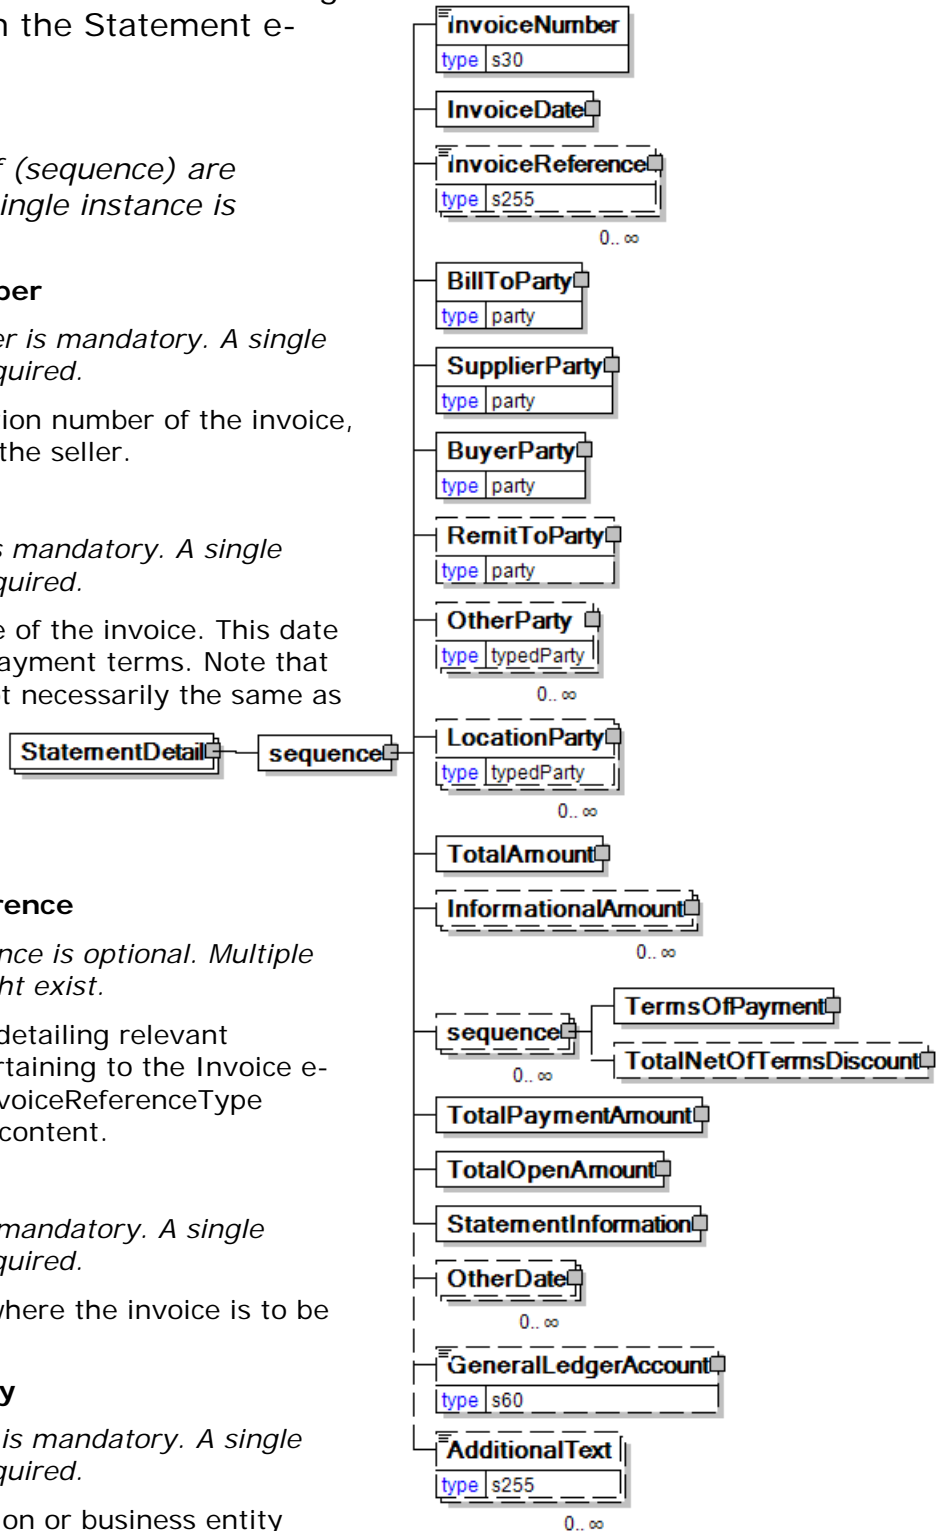 n the Statement e-
f (sequence) are
ingle instance is
ber
er is mandatory. A single
quired.
tion number of the invoice,
the seller.
s mandatory. A single
quired.
e of the invoice. This date
payment terms. Note that
t necessarily the same as
rence
nce is optional. Multiple
ht exist.
detailing relevant
rtaining to the Invoice e-
voiceReferenceType
content.
mandatory. A single
quired.
where the invoice is to be
y
is mandatory. A single
quired.
on or business entity
StatementDetail
sequence
InvoiceNumber
type s30
InvoiceDate
InvoiceReference
type s255
0.. ∞
BillToParty
type party
SupplierParty
type party
BuyerParty
type party
RemitToParty
type party
OtherParty
type typedParty
0.. ∞
LocationParty
type typedParty
0.. ∞
TotalAmount
InformationalAmount
0.. ∞
sequence
0.. ∞
TermsOfPayment
TotalNetOfTermsDiscount
TotalPaymentAmount
TotalOpenAmount
StatementInformation
OtherDate
0.. ∞
GeneralLedgerAccount
type s60
AdditionalText
type s255
0.. ∞